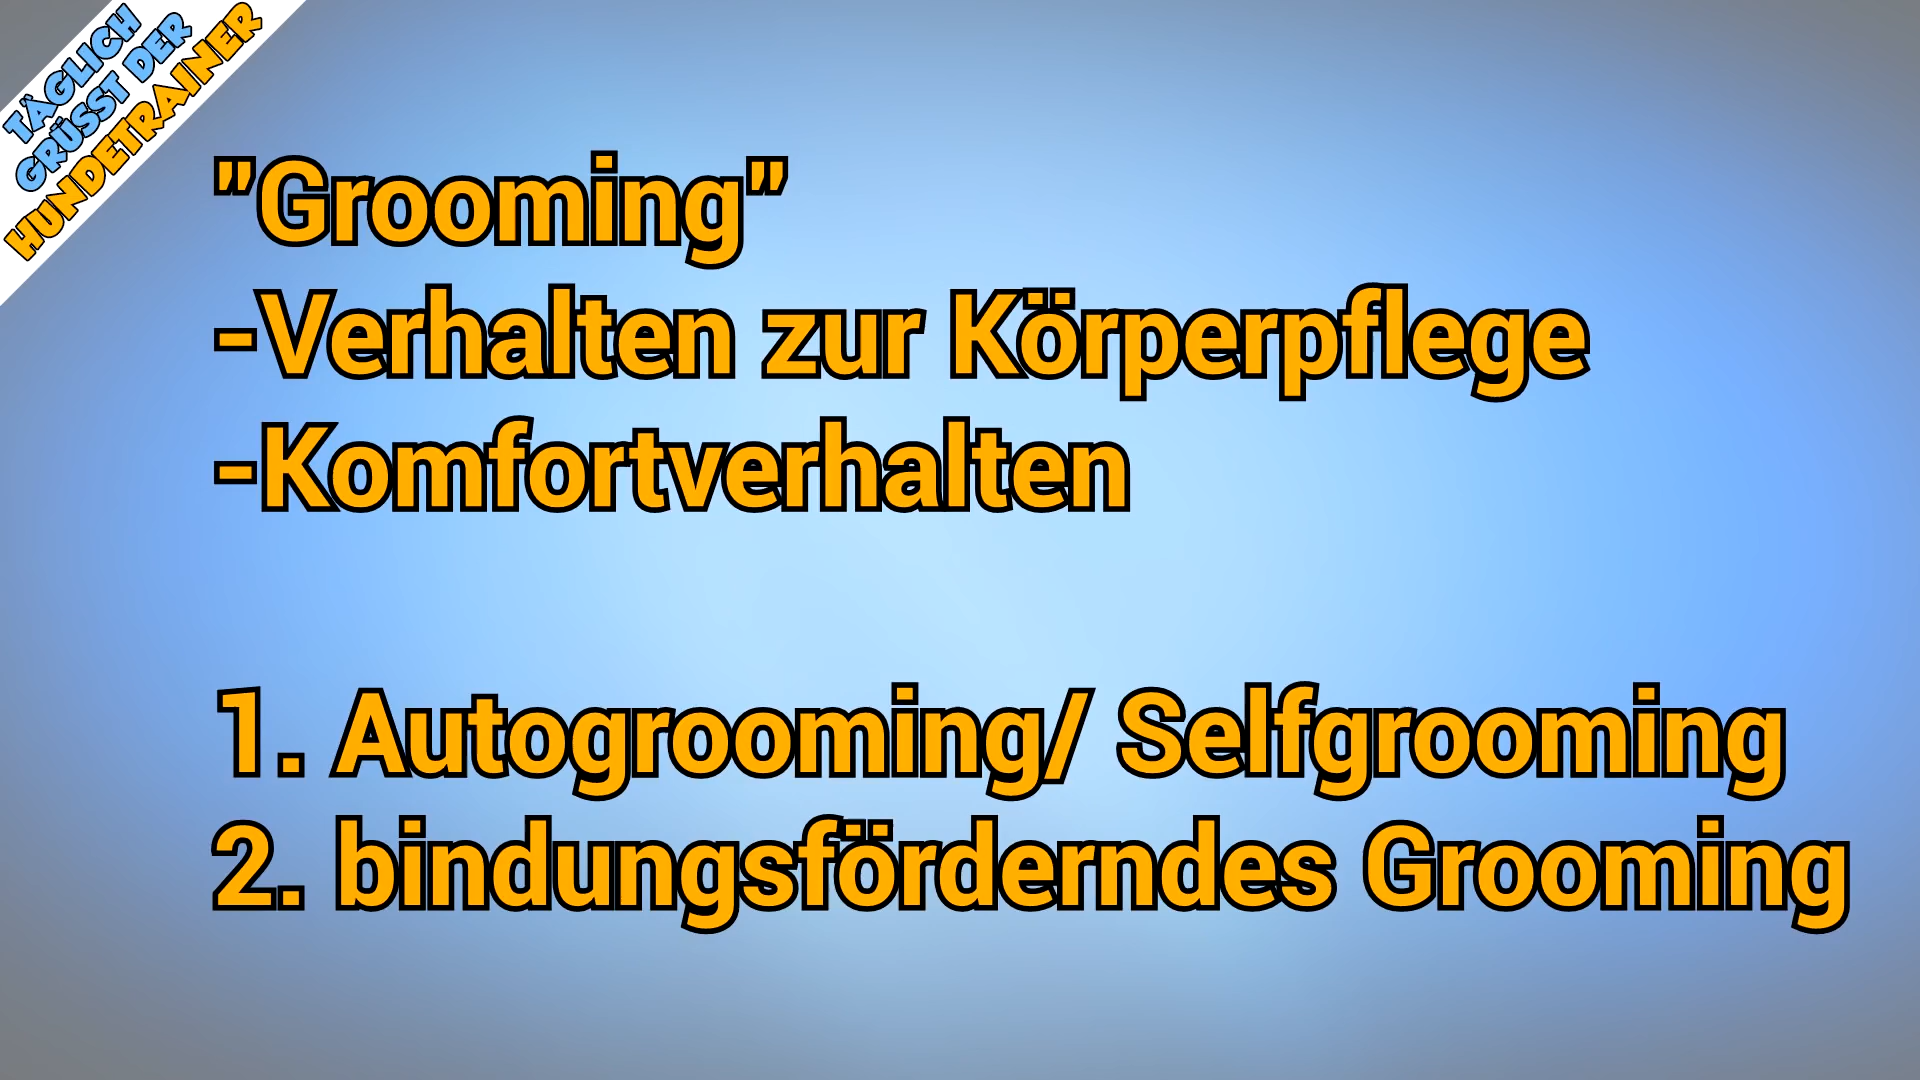 TÄGLICH
GRÜSST DER
HUNDETRAINER
"Grooming"
-Verhalten zur Körperpflege
-Komfortverhalten
1. Autogrooming/ Selfgrooming
2. bindungsförderndes Grooming